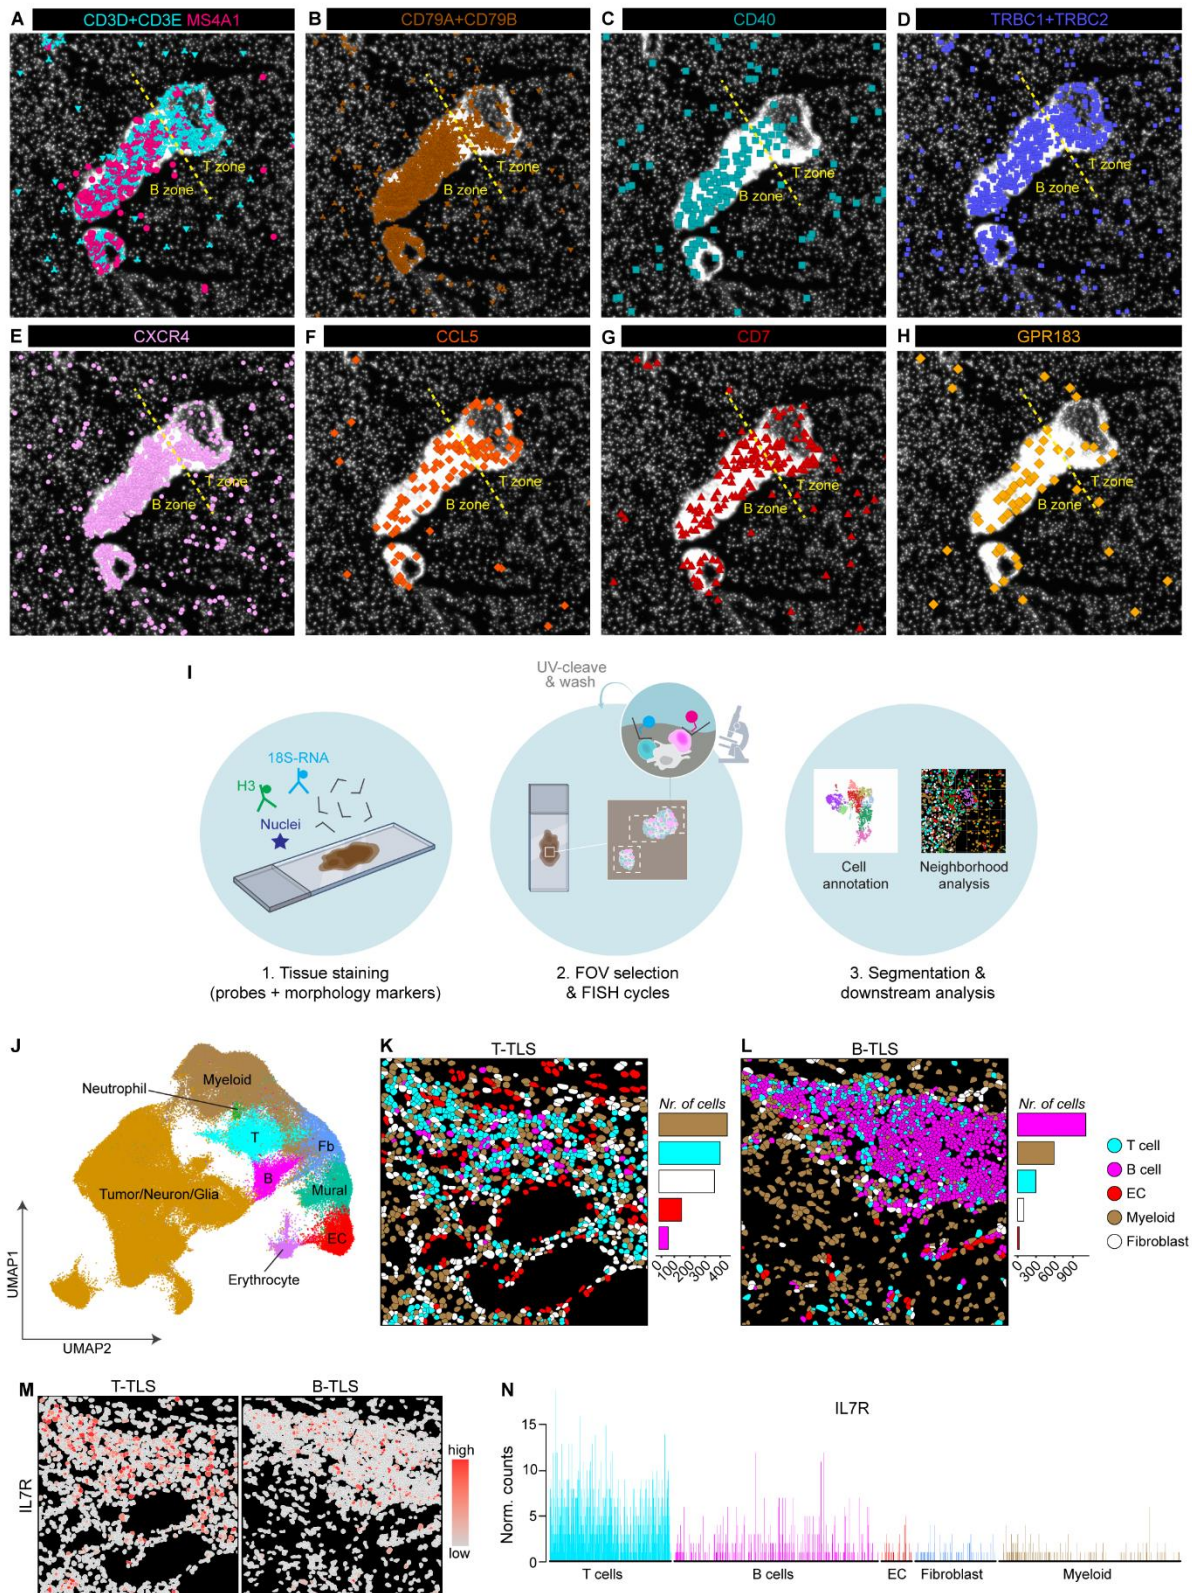 A CD3D+CD3E MS4A1
B CD79A+CD79B
C CD40
D TRBC1+TRBC2
T zone
B zone
T zone
B zone
T zone
B zone
T zone
B zone
E CXCR4
F CCL5
G CD7
H GPR183
T zone
B zone
T zone
B zone
T zone
B zone
T zone
B zone
I
UV-cleave
& wash
18S-RNA
H3
Nuclei
Cell
annotation
Neighborhood
analysis
1. Tissue staining
(probes + morphology markers)
2. FOV selection
& FISH cycles
3. Segmentation &
downstream analysis
J
Myeloid
Neutrophil
T
Fb
B
Tumor/Neuron/Glia
Mural
EC
Erythrocyte
UMAP1
UMAP2
K T-TLS
Nr. of cells
0 100 200 300 400
L B-TLS
Nr. of cells
0 300 600 900
T cell
B cell
EC
Myeloid
Fibroblast
M T-TLS B-TLS
IL7R
high
low
N IL7R
Norm. counts
15
10
5
0
T cells B cells EC Fibroblast Myeloid